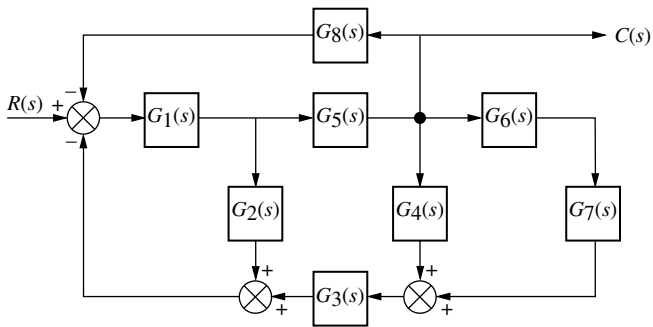 G8(s)
C(s)
−
R(s) +
G1(s)
G5(s)
G6(s)
−
G2(s)
G4(s)
G7(s)
+
+
G3(s)
+
+